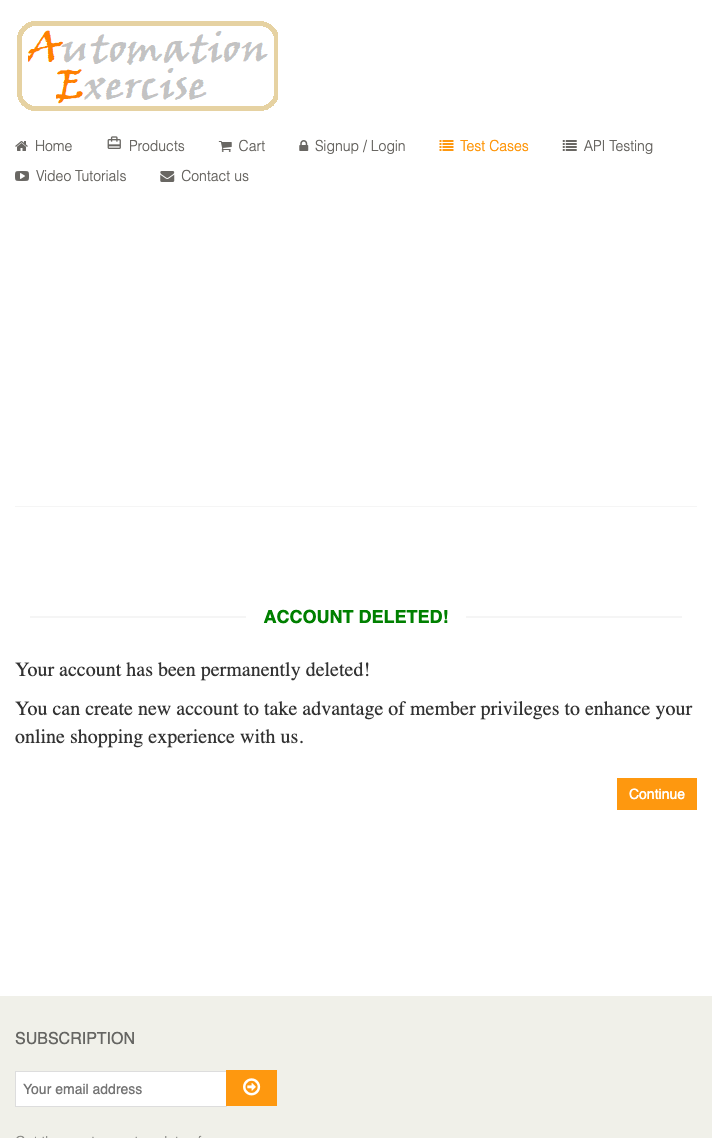 Automation
Exercise
Home Products Cart Signup / Login Test Cases API Testing
Video Tutorials Contact us
ACCOUNT DELETED!
Your account has been permanently deleted!
You can create new account to take advantage of member privileges to enhance your
online shopping experience with us.
Continue
SUBSCRIPTION
Your email address